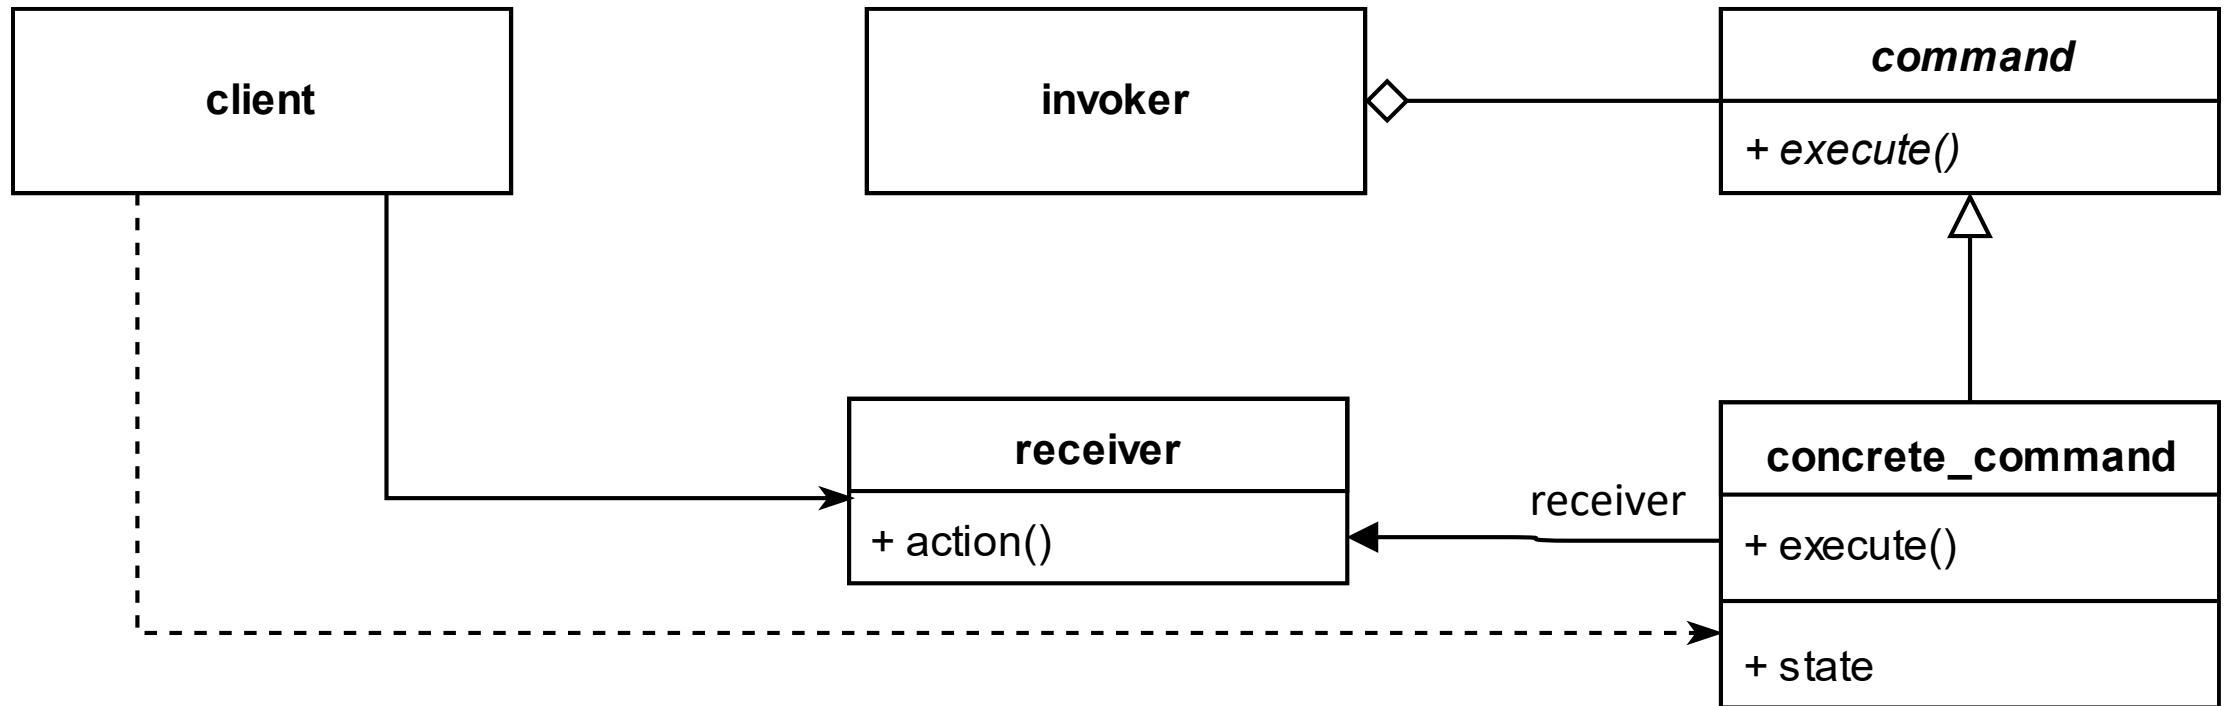 client
invoker
command
+ execute()
receiver
+ action()
receiver
concrete_command
+ execute()
+ state